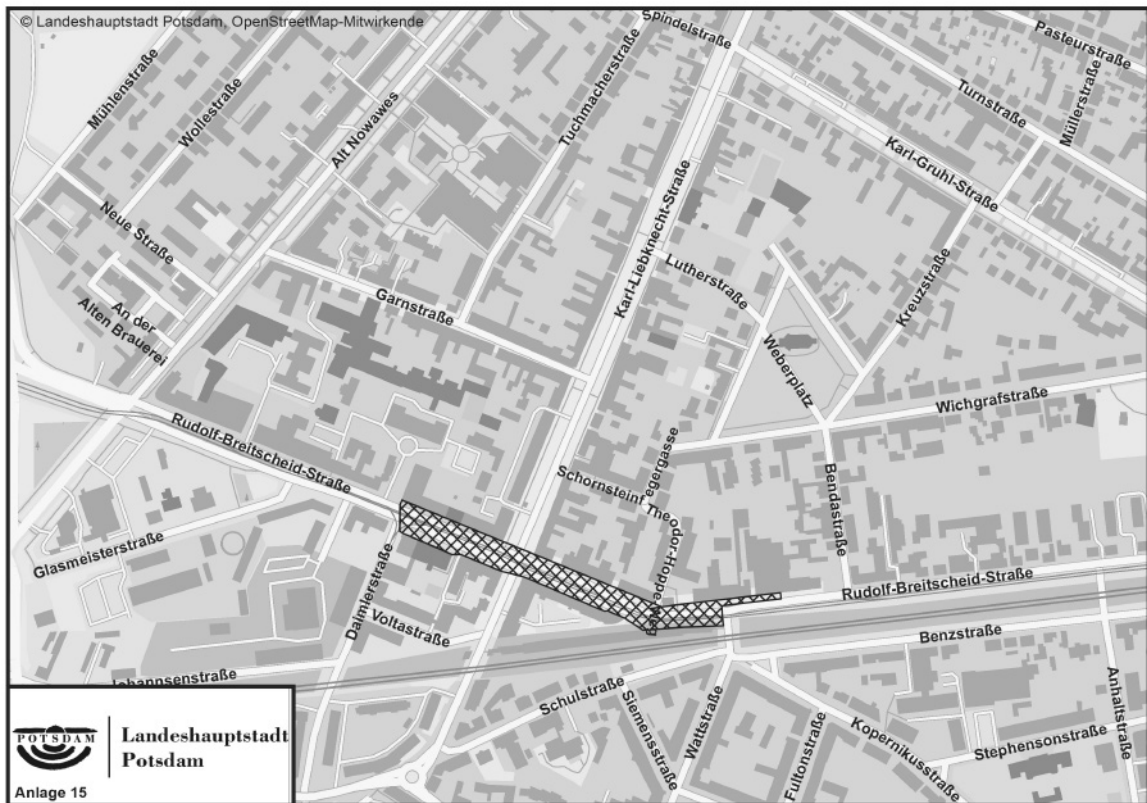 © Landeshauptstadt Potsdam, OpenStreetMap-Mitwirkende
Spindelstraße
Pasteurstraße
Mühlenstraße
Wollestraße
Alt Nowawes
Tuchmacherstraße
Turnstraße
Müllerstraße
Karl-Gruhl-Straße
Karl-Liebknecht-Straße
Neue Straße
Lutherstraße
Kreuzstraße
An der
Alten Brauerei
Garnstraße
Weberplatz
Wichgrafstraße
Rudolf-Breitscheid-Straße
Schornsteinfegergasse
Bendastraße
Theodor-Hoppe-Weg
Glasmeisterstraße
Daimlerstraße
Rudolf-Breitscheid-Straße
Voltastraße
Benzstraße
Johannsenstraße
Schulstraße
Siemensstraße
Wattstraße
Fultonstraße
Kopernikusstraße
Stephensonstraße
Anhaltstraße
POTSDAM
Landeshauptstadt
Potsdam
Anlage 15